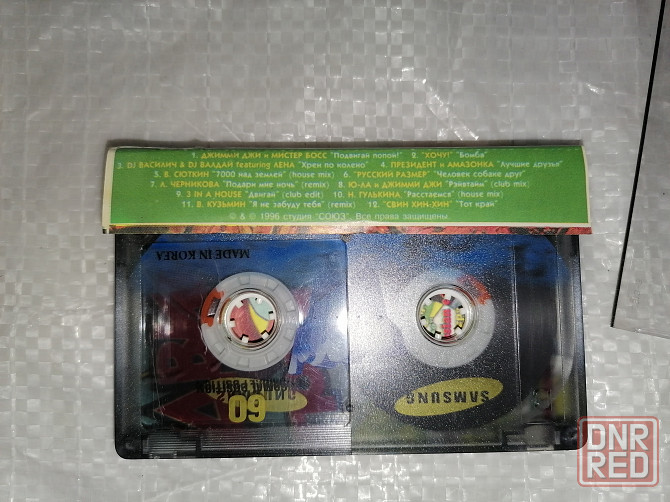 1. ДЖИММИ ДЖИ и МИСТЕР БОСС "Подвигай попой!" 2. "ХОЧУ!" "Бомба"
3. DJ ВАСИЛИЧ & DJ ВАЛДАЙ featuring ЛЕНА "Хрен по колено" 4. ПРЕЗИДЕНТ и АМАЗОНКА "Лучшие друзья"
5. В. СЮТКИН "7000 над землей" (house mix) 6. "РУССКИЙ РАЗМЕР" "Человек собаке друг"
7. Л. ЧЕРНИКОВА "Подари мне ночь" (remix) 8. Ю-ЛА и ДЖИММИ ДЖИ "Рэйвтайм" (club mix)
9. 3 IN A HOUSE "Двигай" (club edit) 10. Н. ГУЛЬКИНА "Расстаемся" (house mix)
11. В. КУЗЬМИН "Я не забуду тебя" (remix) 12. "СВИН ХИН-ХИН" "Тот край"
© & ℗ 1996 студия "СОЮЗ". Все права защищены
MADE IN KOREA
60
SAMSUNG
DNR
RED